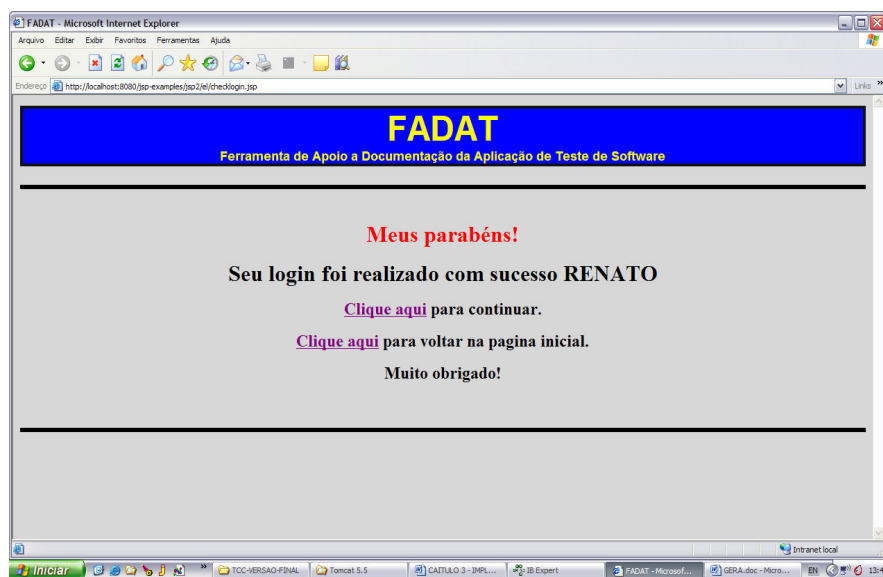 FADAT - Microsoft Internet Explorer
Arquivo Editar Exibir Favoritos Ferramentas Ajuda
Endereço http://localhost:8080/jsp-examples/jsp2/el/checklogin.jsp Links »
FADAT
Ferramenta de Apoio a Documentação da Aplicação de Teste de Software
Meus parabéns!
Seu login foi realizado com sucesso RENATO
Clique aqui para continuar.
Clique aqui para voltar na pagina inicial.
Muito obrigado!
Intranet local
Iniciar » TCC-VERSAO-FINAL Tomcat 5.5 CAITULO 3 - IMPL... IB Expert FADAT - Microsof... GERA.doc - Micro... EN 13:4